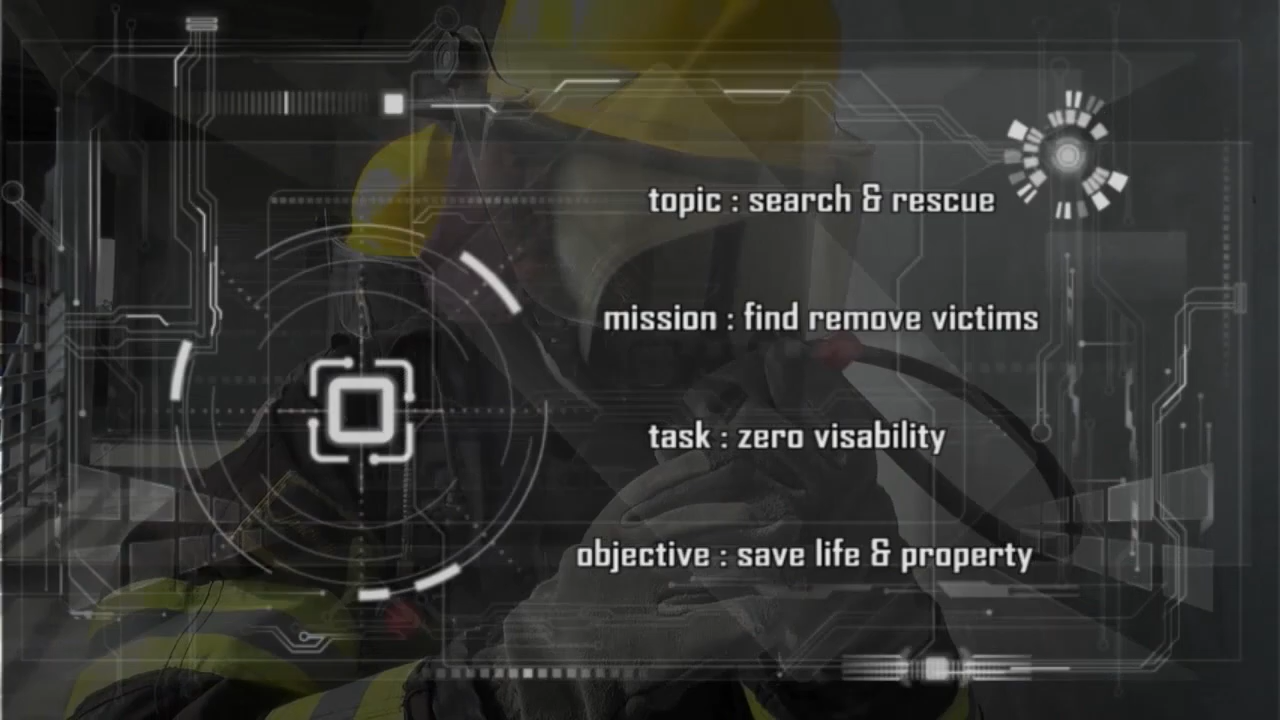 topic : search & rescue
mission : find remove victims
task : zero visability
objective : save life & property